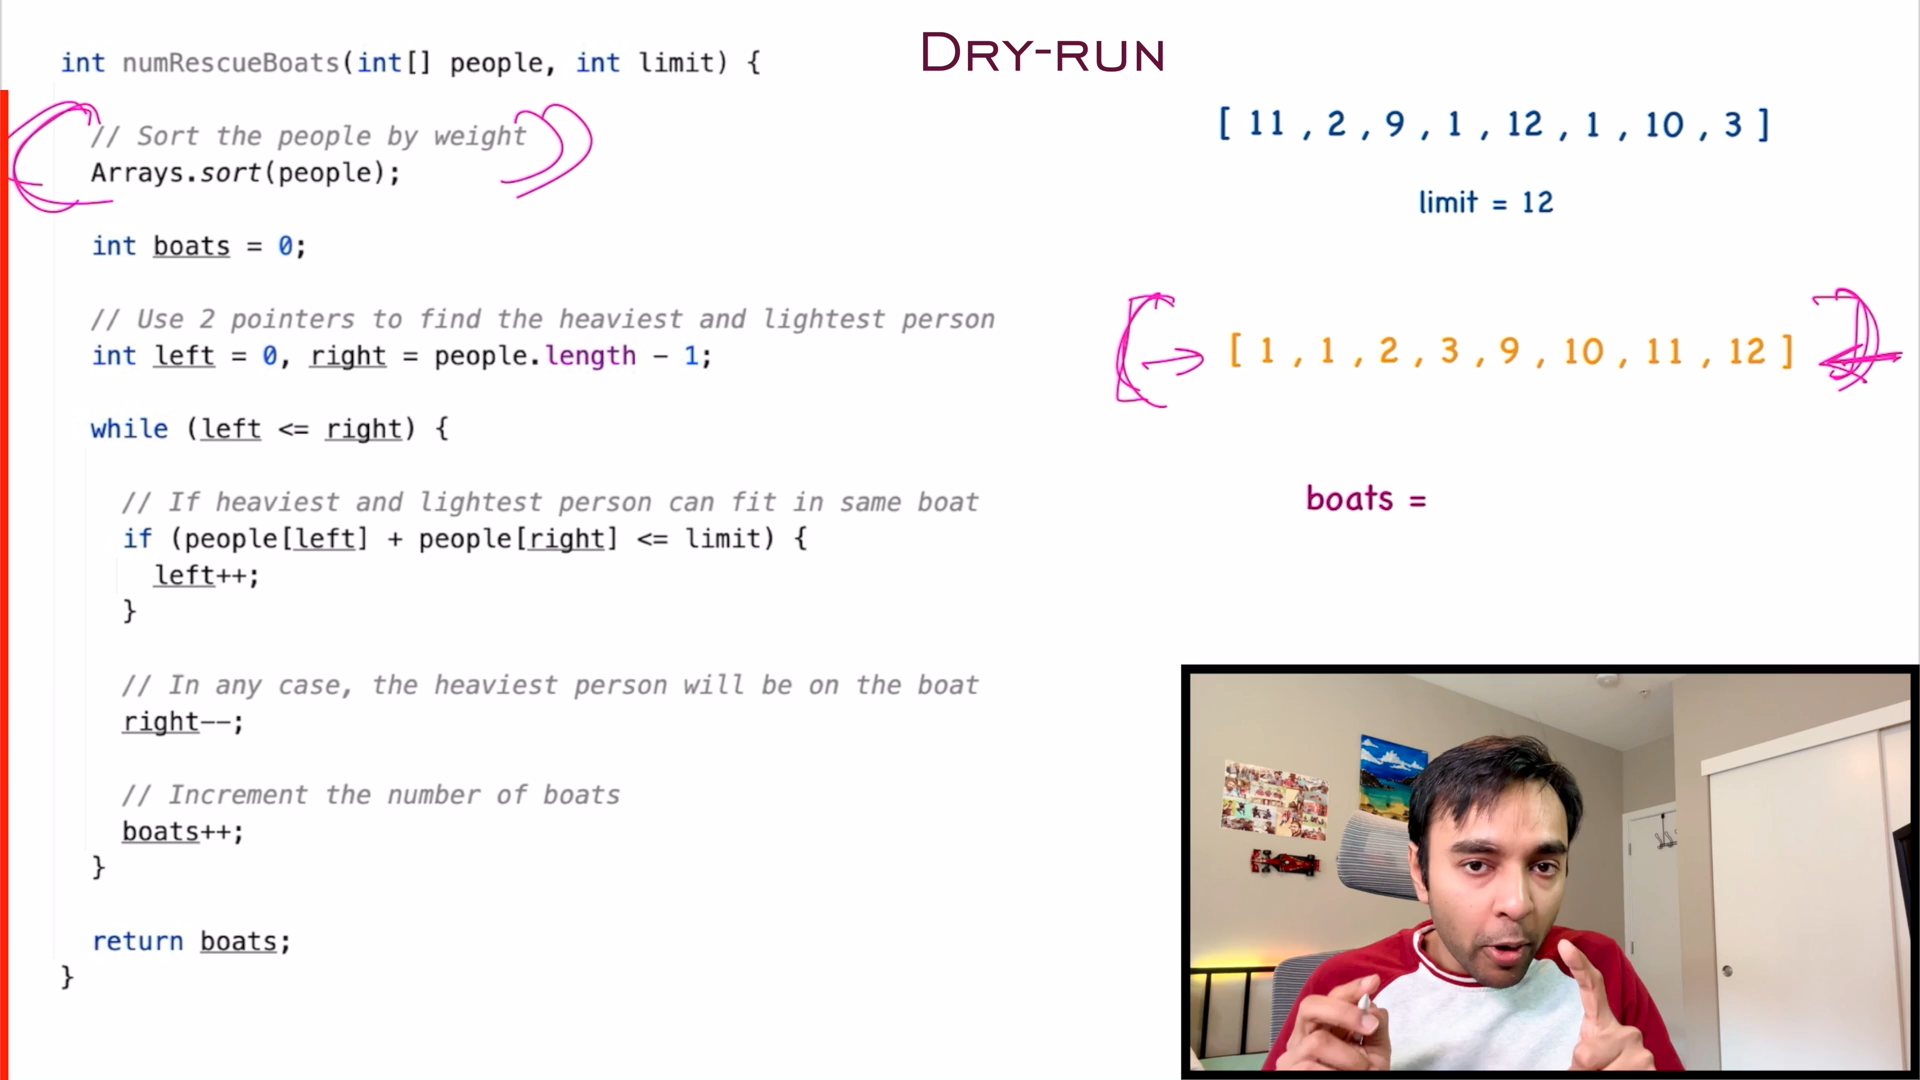 DRY-RUN
int numRescueBoats(int[] people, int limit) {
// Sort the people by weight
Arrays.sort(people);
int boats = 0;
// Use 2 pointers to find the heaviest and lightest person
int left = 0, right = people.length - 1;
while (left <= right) {
// If heaviest and lightest person can fit in same boat
if (people[left] + people[right] <= limit) {
left++;
}
// In any case, the heaviest person will be on the boat
right--;
// Increment the number of boats
boats++;
}
return boats;
}
[ 11 , 2 , 9 , 1 , 12 , 1 , 10 , 3 ]
limit = 12
[ 1 , 1 , 2 , 3 , 9 , 10 , 11 , 12 ]
boats =